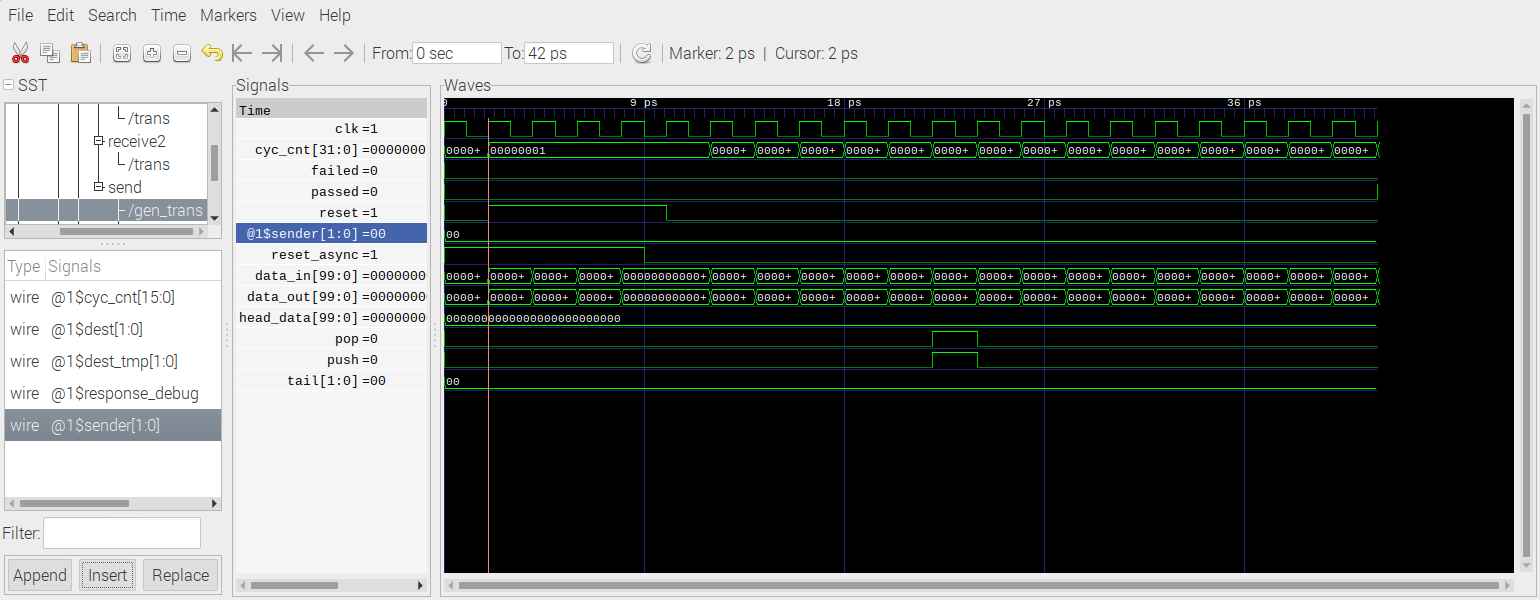 File Edit Search Time Markers View Help
From: 0 sec To: 42 ps Marker: 2 ps | Cursor: 2 ps
SST
/trans
receive2
/trans
send
/gen_trans
Type Signals
wire @1$cyc_cnt[15:0]
wire @1$dest[1:0]
wire @1$dest_tmp[1:0]
wire @1$response_debug
wire @1$sender[1:0]
Filter:
Append Insert Replace
Signals
Time
clk =1
cyc_cnt[31:0] =0000000
failed =0
passed =0
reset =1
@1$sender[1:0] =00
reset_async =1
data_in[99:0] =0000000
data_out[99:0] =0000000
head_data[99:0] =0000000
pop =0
push =0
tail[1:0] =00
Waves
0 9 ps 18 ps 27 ps 36 ps
0000+ 00000001 0000+ 0000+ 0000+ 0000+ 0000+ 0000+ 0000+ 0000+ 0000+ 0000+ 0000+ 0000+ 0000+ 0000+ 0000+
00
0000+ 0000+ 0000+ 0000+ 00000000000+ 0000+ 0000+ 0000+ 0000+ 0000+ 0000+ 0000+ 0000+ 0000+ 0000+ 0000+ 0000+ 0000+ 0000+ 0000+
0000+ 0000+ 0000+ 0000+ 00000000000+ 0000+ 0000+ 0000+ 0000+ 0000+ 0000+ 0000+ 0000+ 0000+ 0000+ 0000+ 0000+ 0000+ 0000+ 0000+
0000000000000000000000000
00